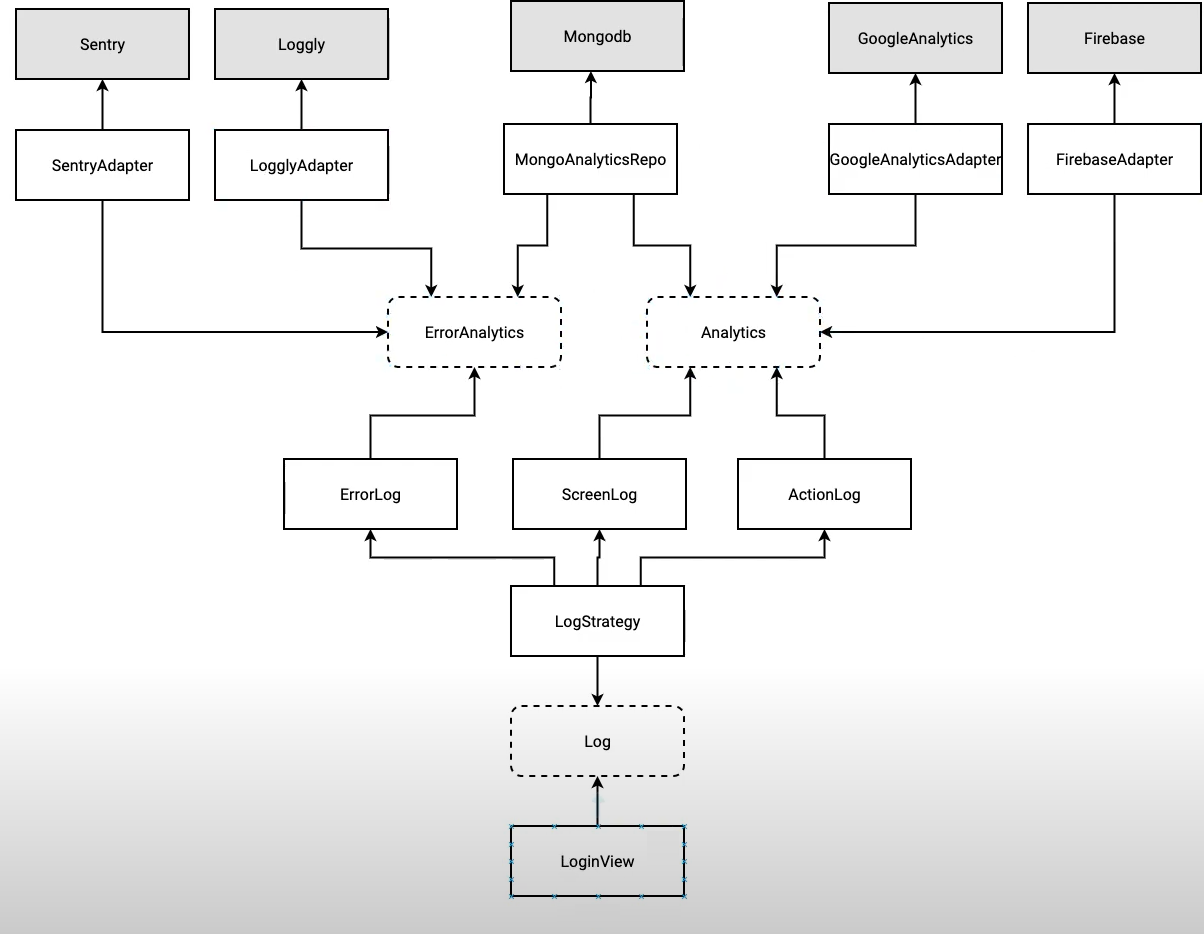 Sentry
Loggly
Mongodb
GoogleAnalytics
Firebase
SentryAdapter
LogglyAdapter
MongoAnalyticsRepo
GoogleAnalyticsAdapter
FirebaseAdapter
ErrorAnalytics
Analytics
ErrorLog
ScreenLog
ActionLog
LogStrategy
Log
LoginView